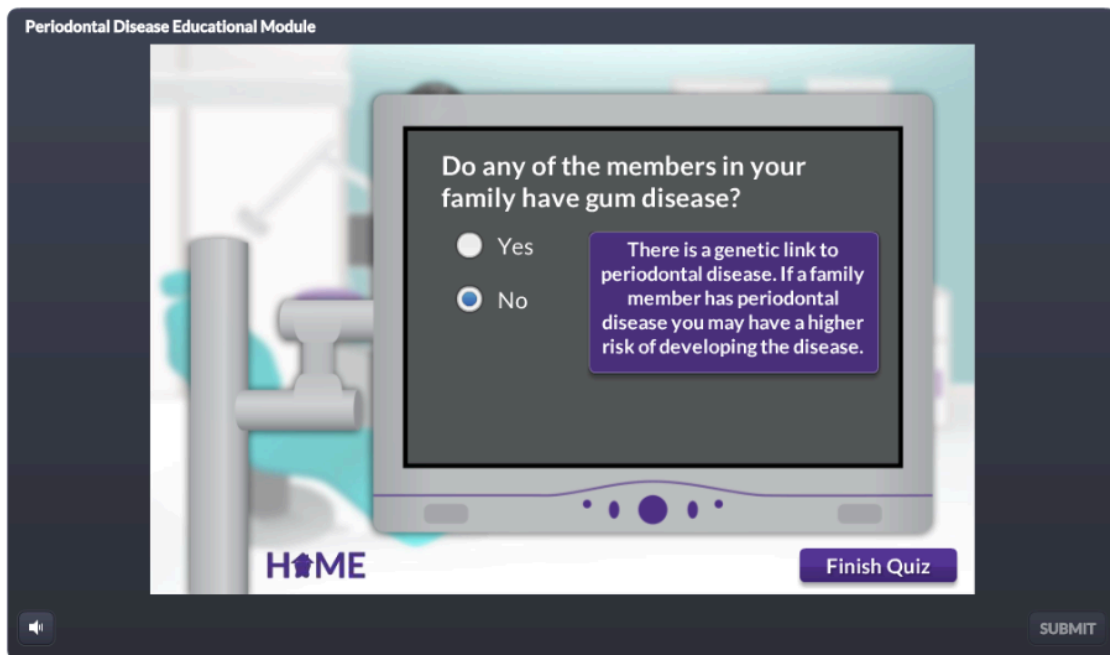 Periodontal Disease Educational Module
Do any of the members in your
family have gum disease?
Yes
No
There is a genetic link to
periodontal disease. If a family
member has periodontal
disease you may have a higher
risk of developing the disease.
HOME
Finish Quiz
SUBMIT